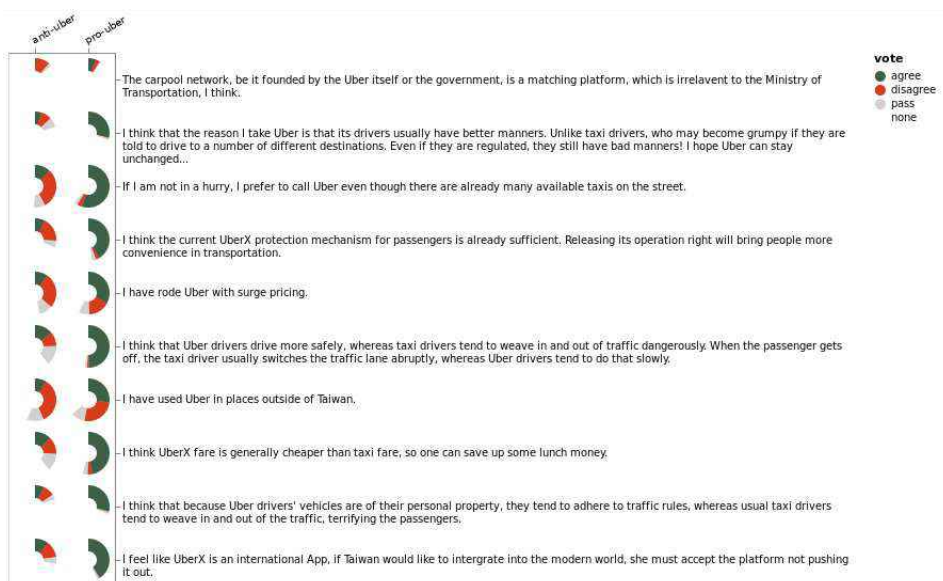 anti-uber
pro-uber
vote
agree
disagree
pass
none
The carpool network, be it founded by the Uber itself or the government, is a matching platform, which is irrelavent to the Ministry of
Transportation, I think.
I think that the reason I take Uber is that its drivers usually have better manners. Unlike taxi drivers, who may become grumpy if they are
told to drive to a number of different destinations. Even if they are regulated, they still have bad manners! I hope Uber can stay
unchanged...
If I am not in a hurry, I prefer to call Uber even though there are already many available taxis on the street.
I think the current UberX protection mechanism for passengers is already sufficient. Releasing its operation right will bring people more
convenience in transportation.
I have rode Uber with surge pricing.
I think that Uber drivers drive more safely, whereas taxi drivers tend to weave in and out of traffic dangerously. When the passenger gets
off, the taxi driver usually switches the traffic lane abruptly, whereas Uber drivers tend to do that slowly.
I have used Uber in places outside of Taiwan.
I think UberX fare is generally cheaper than taxi fare, so one can save up some lunch money.
I think that because Uber drivers' vehicles are of their personal property, they tend to adhere to traffic rules, whereas usual taxi drivers
tend to weave in and out of the traffic, terrifying the passengers.
I feel like UberX is an international App, if Taiwan would like to intergrate into the modern world, she must accept the platform not pushing
it out.